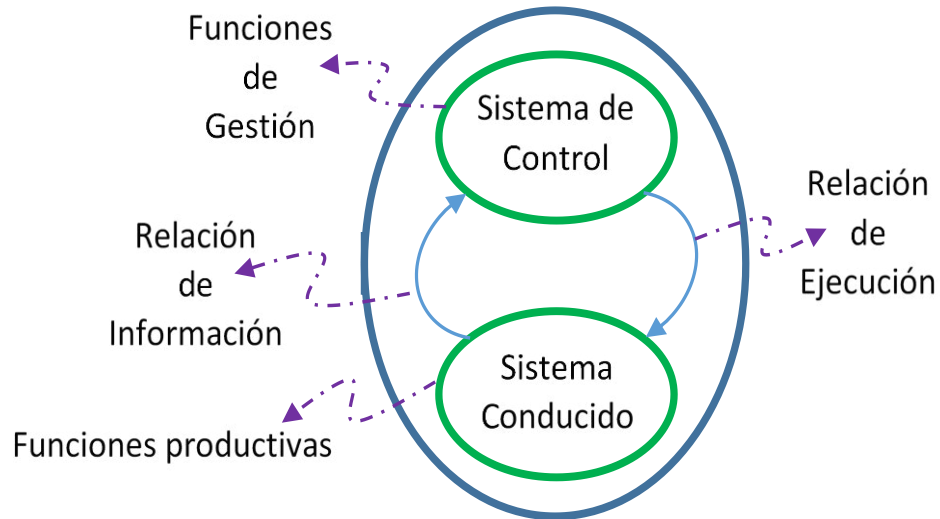 Funciones
de
Gestión
Sistema de
Control
Relación
de
Ejecución
Relación
de
Información
Sistema
Conducido
Funciones productivas